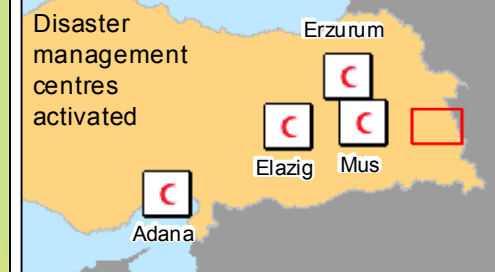 Disaster
management
centres
activated
Erzurum
Elazig
Mus
Adana